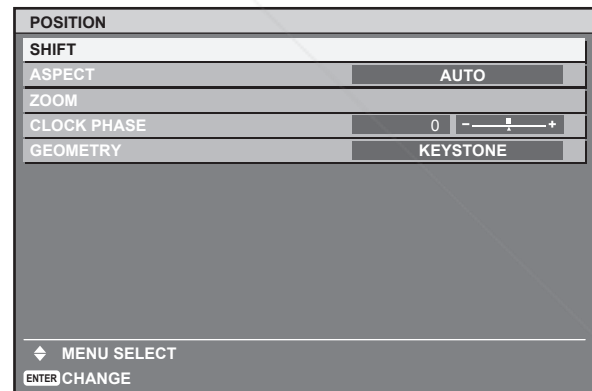 POSITION
SHIFT
ASPECT AUTO
ZOOM
CLOCK PHASE 0 - +
GEOMETRY KEYSTONE
MENU SELECT
ENTER CHANGE